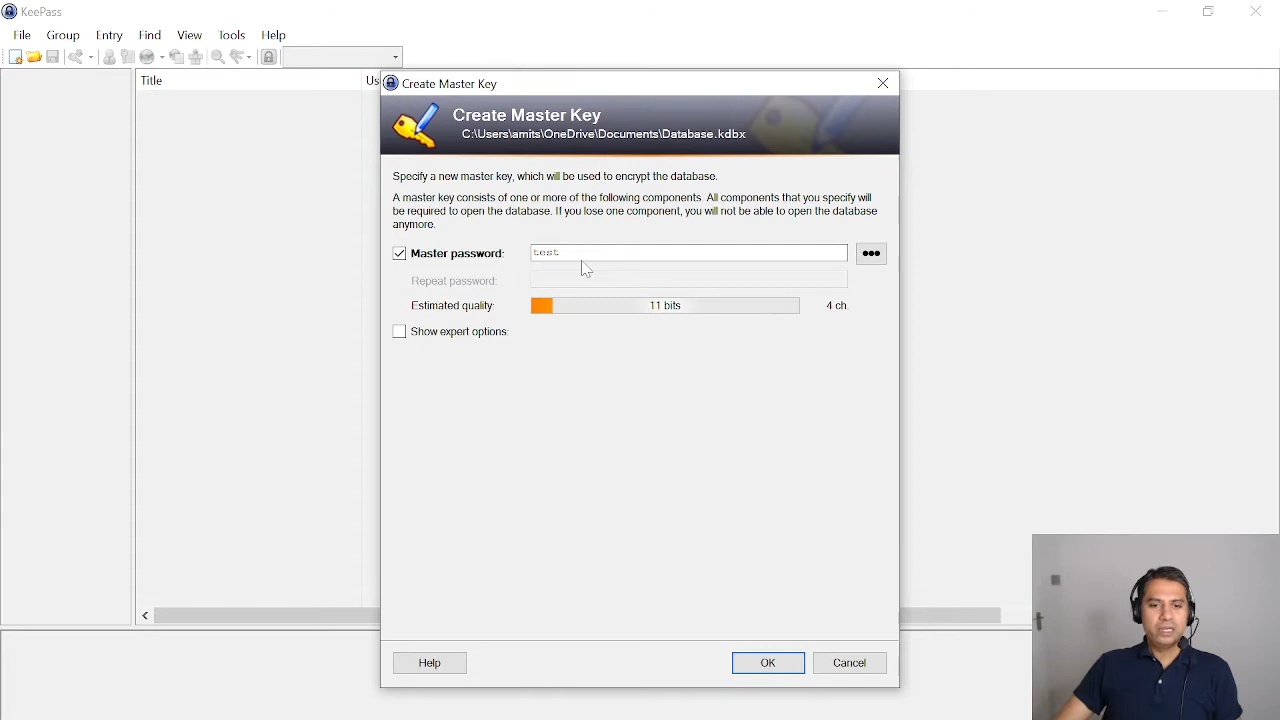 KeePass
File Group Entry Find View Tools Help
Title
Us
Create Master Key
Create Master Key
C:\Users\amits\OneDrive\Documents\Database.kdbx
Specify a new master key, which will be used to encrypt the database.
A master key consists of one or more of the following components. All components that you specify will
be required to open the database. If you lose one component, you will not be able to open the database
anymore.
Master password: test
Repeat password:
Estimated quality: 11 bits 4 ch.
Show expert options:
Help OK Cancel